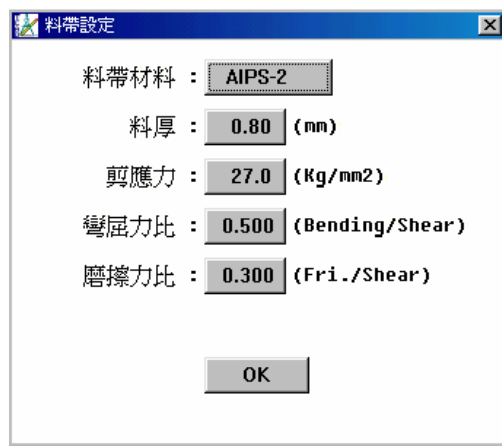 料帶設定
料帶材料 : AIPS-2
料厚 : 0.80 (mm)
剪應力 : 27.0 (Kg/mm2)
彎屈力比 : 0.500 (Bending/Shear)
磨擦力比 : 0.300 (Fri./Shear)
OK